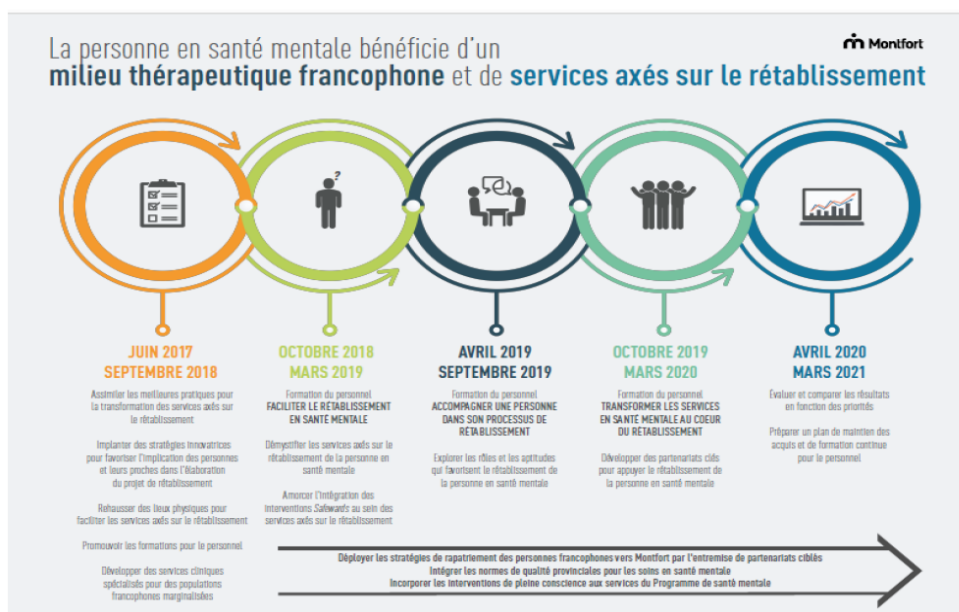 La personne en santé mentale bénéficie d'un
milieu thérapeutique francophone et de services axés sur le rétablissement
Montfort
?
JUIN 2017
SEPTEMBRE 2018
Assimiler les meilleures pratiques pour
la transformation des services axés sur
le rétablissement
Implanter des stratégies innovatrices
pour favoriser l'implication des personnes
et leurs proches dans l'élaboration
du projet de rétablissement
Rehausser des lieux physiques pour
faciliter les services axés sur le rétablissement
Promouvoir les formations pour le personnel
Développer des services cliniques
spécialisés pour des populations
francophones marginalisées
OCTOBRE 2018
MARS 2019
Formation du personnel
FACILITER LE RÉTABLISSEMENT
EN SANTÉ MENTALE
Démystifier les services axés sur le
rétablissement de la personne en
santé mentale
Amorcer l'intégration des
interventions Safewards au sein des
services axés sur le rétablissement
AVRIL 2019
SEPTEMBRE 2019
Formation du personnel
ACCOMPAGNER UNE PERSONNE
DANS SON PROCESSUS DE
RÉTABLISSEMENT
Explorer les rôles et les aptitudes
qui favorisent le rétablissement de
la personne en santé mentale
OCTOBRE 2019
MARS 2020
Formation du personnel
TRANSFORMER LES SERVICES
EN SANTÉ MENTALE AU COEUR
DU RÉTABLISSEMENT
Développer des partenariats clés
pour appuyer le rétablissement de
la personne en santé mentale
AVRIL 2020
MARS 2021
Évaluer et comparer les résultats
en fonction des priorités
Préparer un plan de maintien des
acquis et de formation continue
pour le personnel
Déployer les stratégies de rapatriement des personnes francophones vers Montfort par l'entremise de partenariats ciblés
Intégrer les normes de qualité provinciales pour les soins en santé mentale
Incorporer les interventions de pleine conscience aux services du Programme de santé mentale